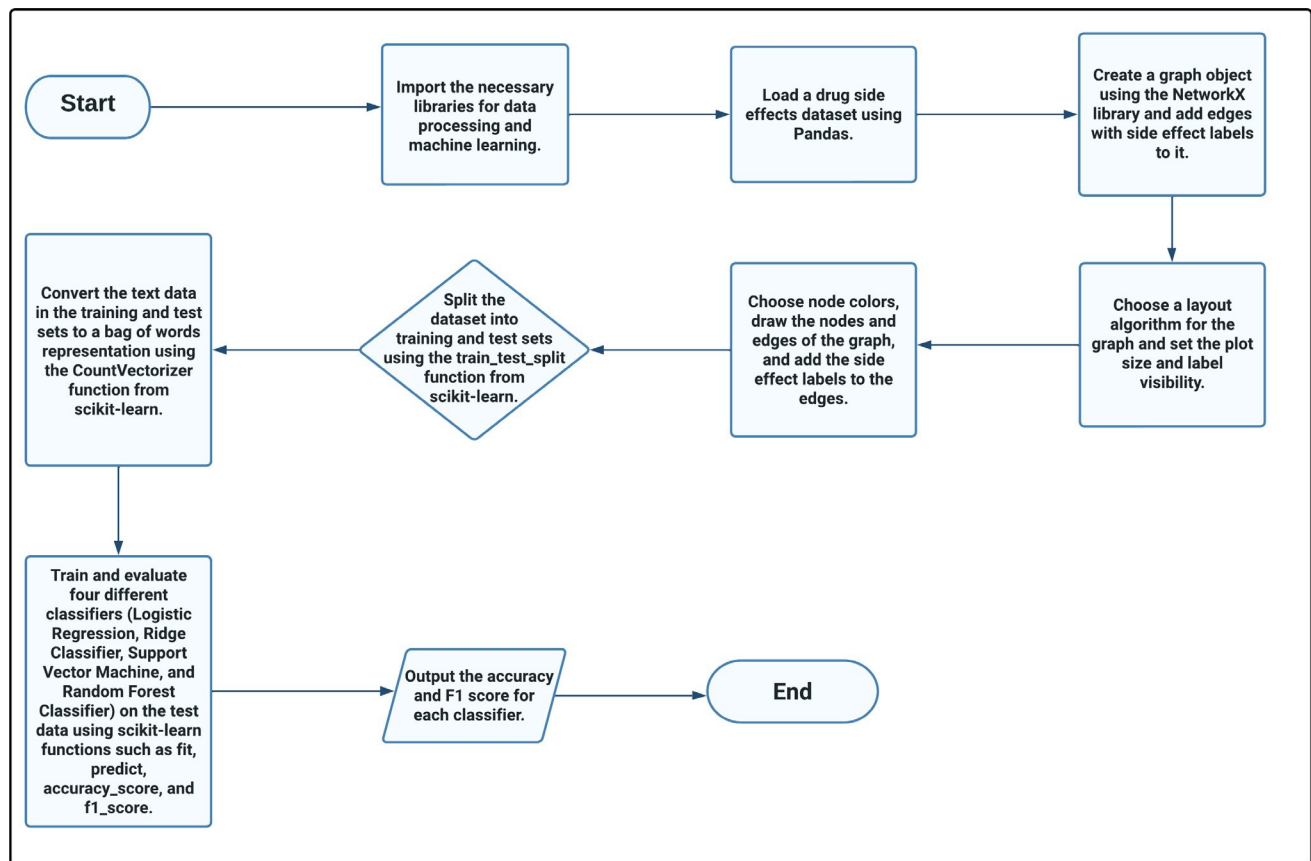 Start
Import the necessary
libraries for data
processing and
machine learning.
Load a drug side
effects dataset using
Pandas.
Create a graph object
using the NetworkX
library and add edges
with side effect labels
to it.
Choose a layout
algorithm for the
graph and set the plot
size and label
visibility.
Choose node colors,
draw the nodes and
edges of the graph,
and add the side
effect labels to the
edges.
Split the
dataset into
training and test sets
using the train_test_split
function from
scikit-learn.
Convert the text data
in the training and test
sets to a bag of words
representation using
the CountVectorizer
function from
scikit-learn.
Train and evaluate
four different
classifiers (Logistic
Regression, Ridge
Classifier, Support
Vector Machine, and
Random Forest
Classifier) on the test
data using scikit-learn
functions such as fit,
predict,
accuracy_score, and
f1_score.
Output the accuracy
and F1 score for
each classifier.
End